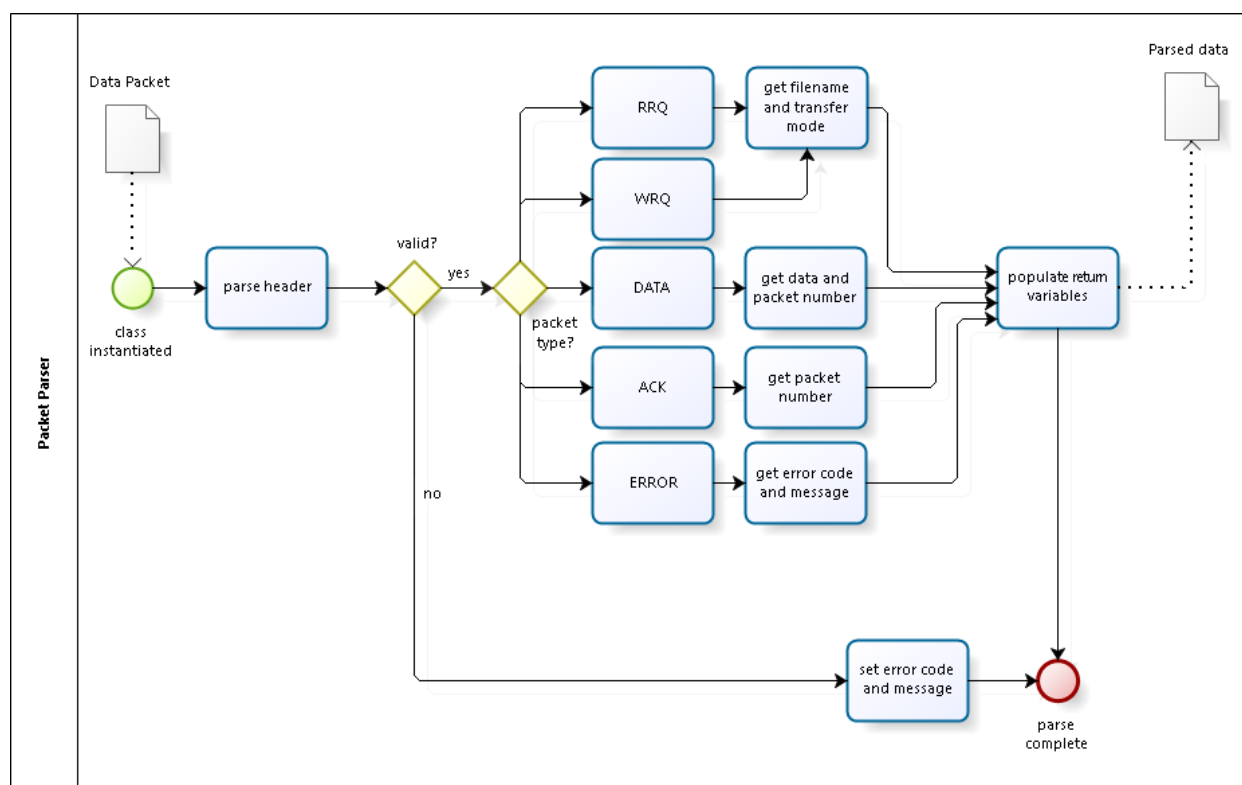 Packet Parser
Data Packet
class
instantiated
parse header
valid?
yes
no
packet
type?
RRQ
get filename
and transfer
mode
WRQ
DATA
get data and
packet number
ACK
get packet
number
ERROR
get error code
and message
populate return
variables
Parsed data
set error code
and message
parse
complete